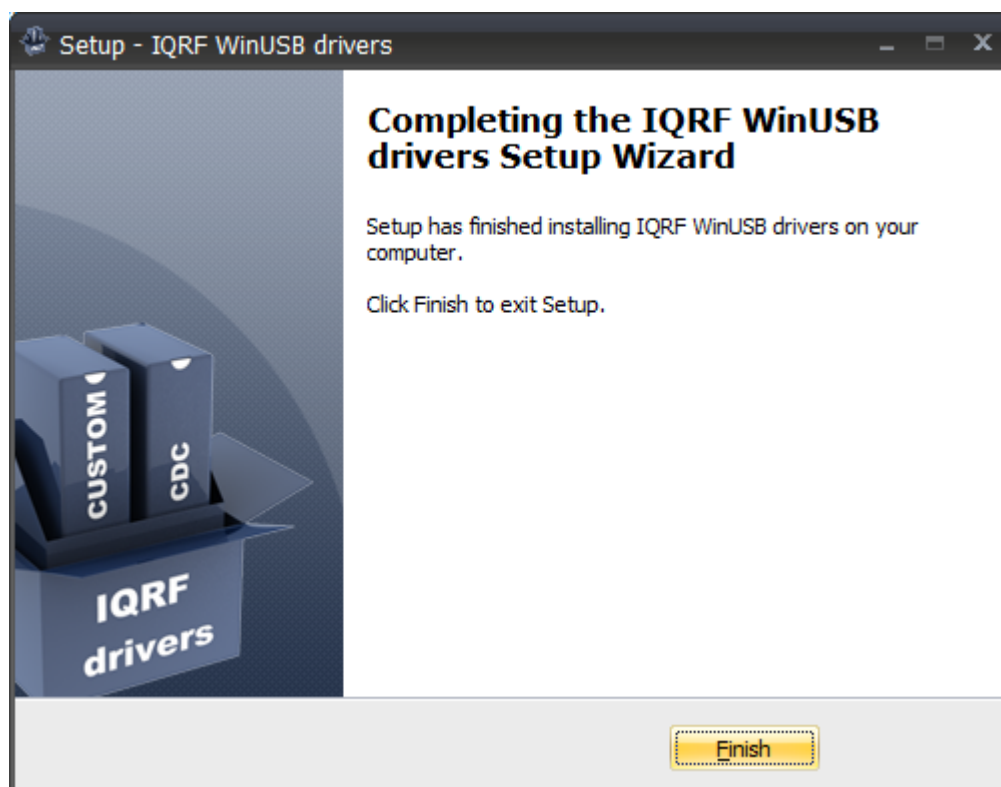 Setup - IQRF WinUSB drivers
Completing the IQRF WinUSB
drivers Setup Wizard
Setup has finished installing IQRF WinUSB drivers on your
computer.
Click Finish to exit Setup.
CUSTOM
CDC
IQRF
drivers
Finish